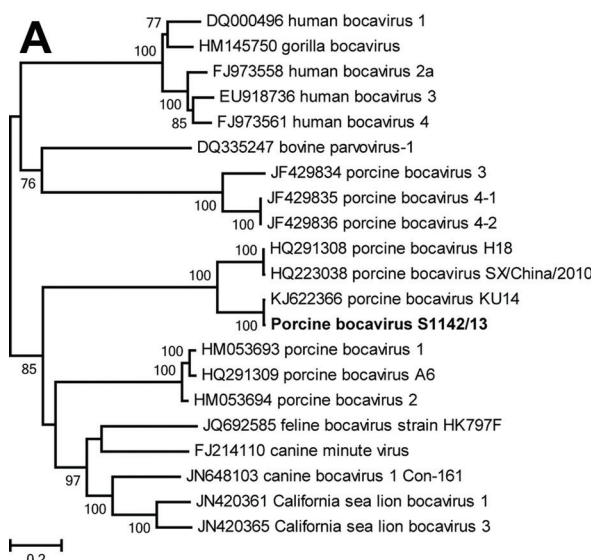 A
77
DQ000496 human bocavirus 1
100
HM145750 gorilla bocavirus
FJ973558 human bocavirus 2a
100
EU918736 human bocavirus 3
85
FJ973561 human bocavirus 4
DQ335247 bovine parvovirus-1
76
JF429834 porcine bocavirus 3
100
JF429835 porcine bocavirus 4-1
100
JF429836 porcine bocavirus 4-2
100
HQ291308 porcine bocavirus H18
100
HQ223038 porcine bocavirus SX/China/2010
KJ622366 porcine bocavirus KU14
100
Porcine bocavirus S1142/13
85
100
HM053693 porcine bocavirus 1
100
HQ291309 porcine bocavirus A6
HM053694 porcine bocavirus 2
JQ692585 feline bocavirus strain HK797F
FJ214110 canine minute virus
97
JN648103 canine bocavirus 1 Con-161
100
JN420361 California sea lion bocavirus 1
100
JN420365 California sea lion bocavirus 3
0.2